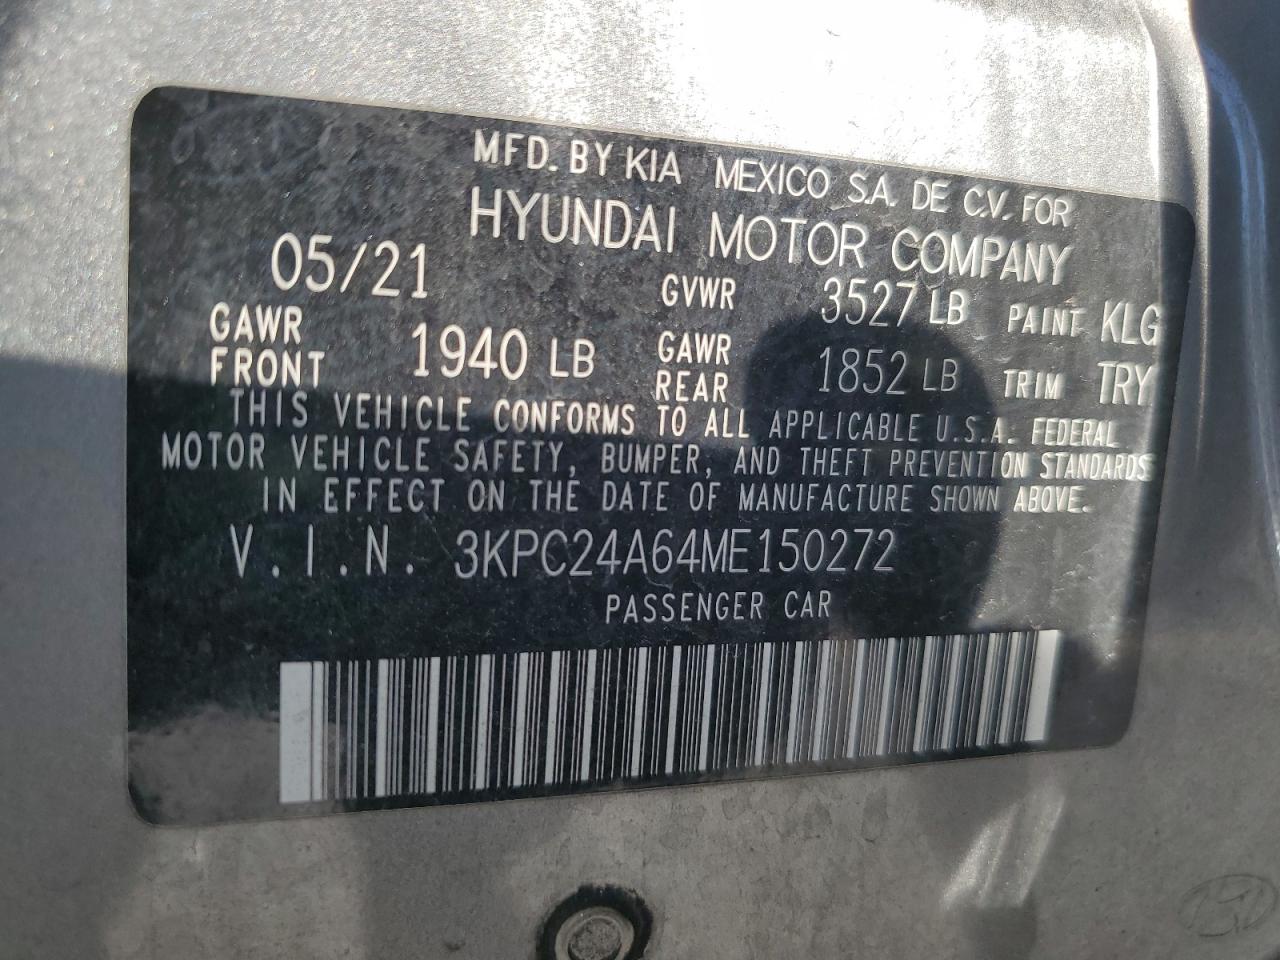 MFD. BY KIA MEXICO S.A. DE C.V. FOR
HYUNDAI MOTOR COMPANY
05/21 GVWR 3527 LB PAINT KLG
GAWR FRONT 1940 LB GAWR REAR 1852 LB TRIM TRY
THIS VEHICLE CONFORMS TO ALL APPLICABLE U.S.A. FEDERAL
MOTOR VEHICLE SAFETY, BUMPER, AND THEFT PREVENTION STANDARDS
IN EFFECT ON THE DATE OF MANUFACTURE SHOWN ABOVE.
V.I.N. 3KPC24A64ME150272
PASSENGER CAR